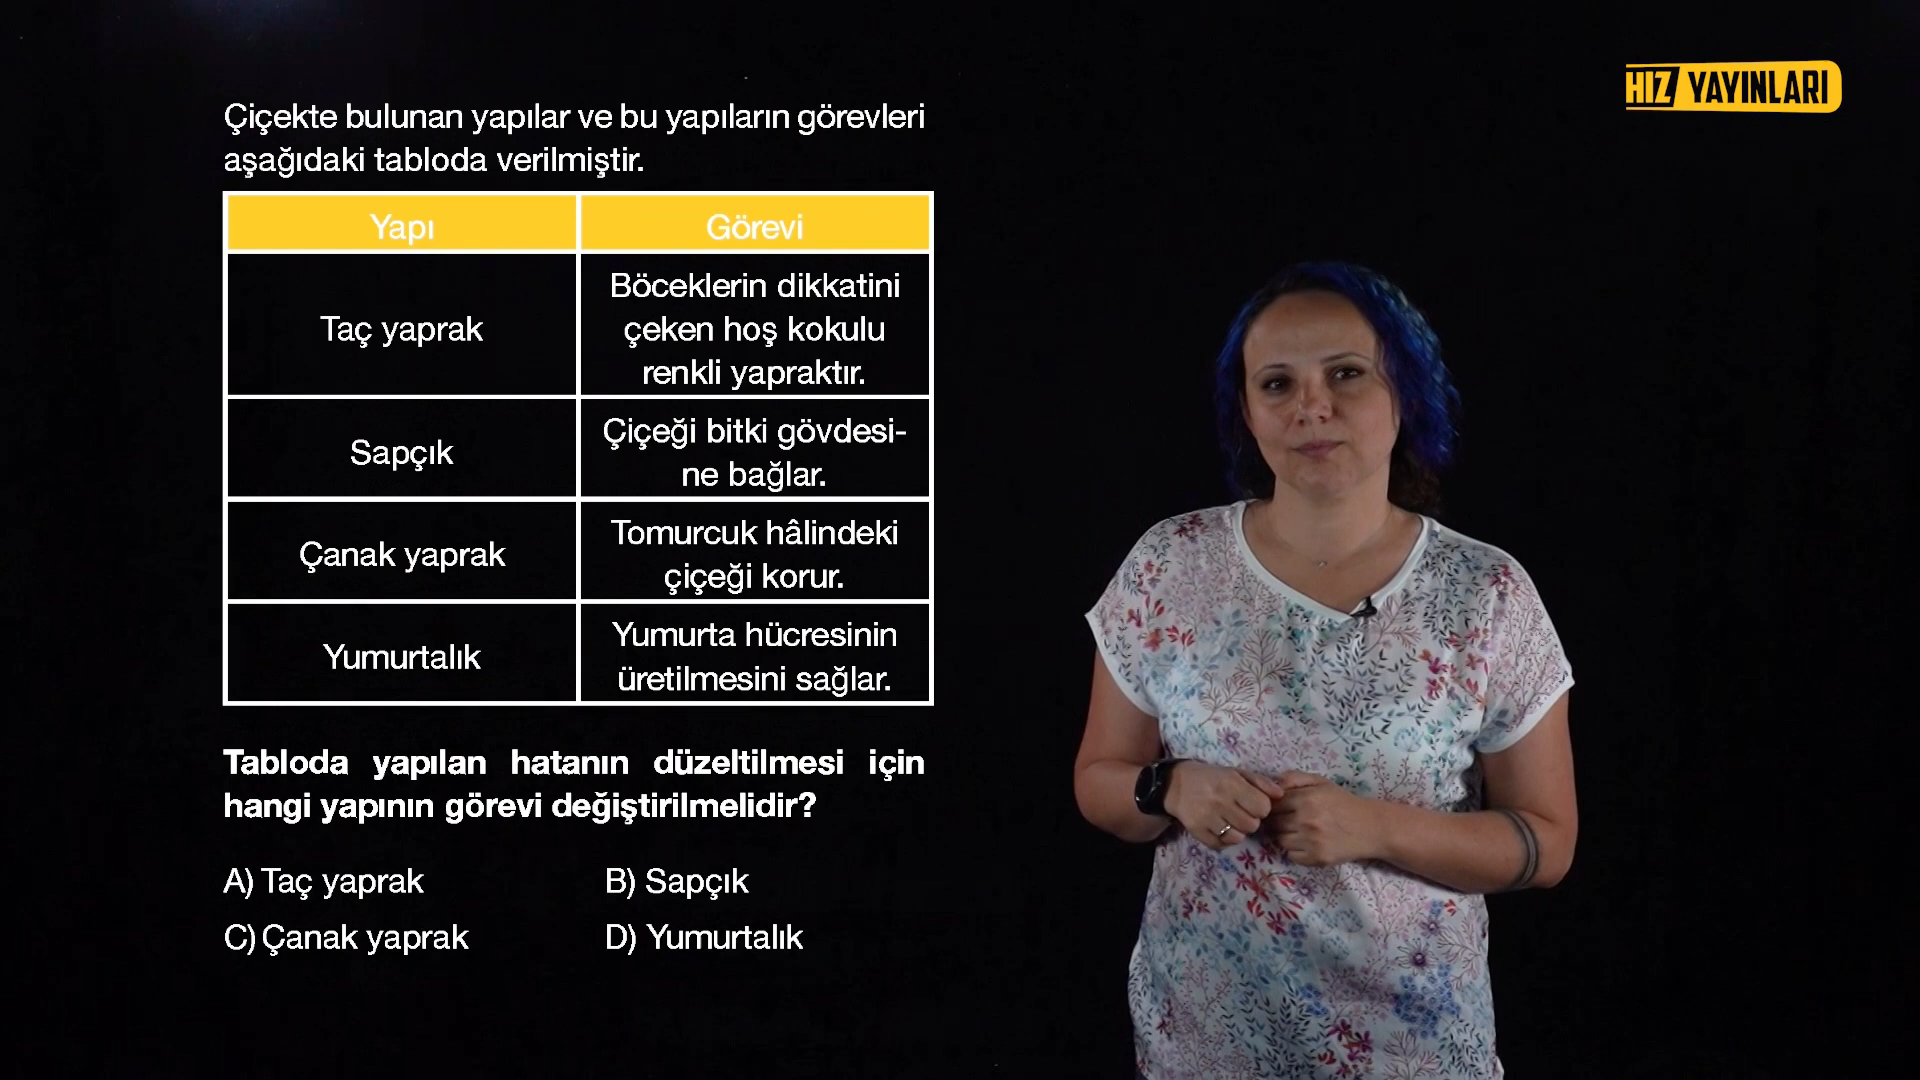 HIZ YAYINLARI
Çiçekte bulunan yapılar ve bu yapıların görevleri
aşağıdaki tabloda verilmiştir.
Yapı
Görevi
Taç yaprak
Böceklerin dikkatini
çeken hoş kokulu
renkli yapraktır.
Sapçık
Çiçeği bitki gövdesi-
ne bağlar.
Çanak yaprak
Tomurcuk hâlindeki
çiçeği korur.
Yumurtalık
Yumurta hücresinin
üretilmesini sağlar.
Tabloda yapılan hatanın düzeltilmesi için
hangi yapının görevi değiştirilmelidir?
A) Taç yaprak
B) Sapçık
C) Çanak yaprak
D) Yumurtalık